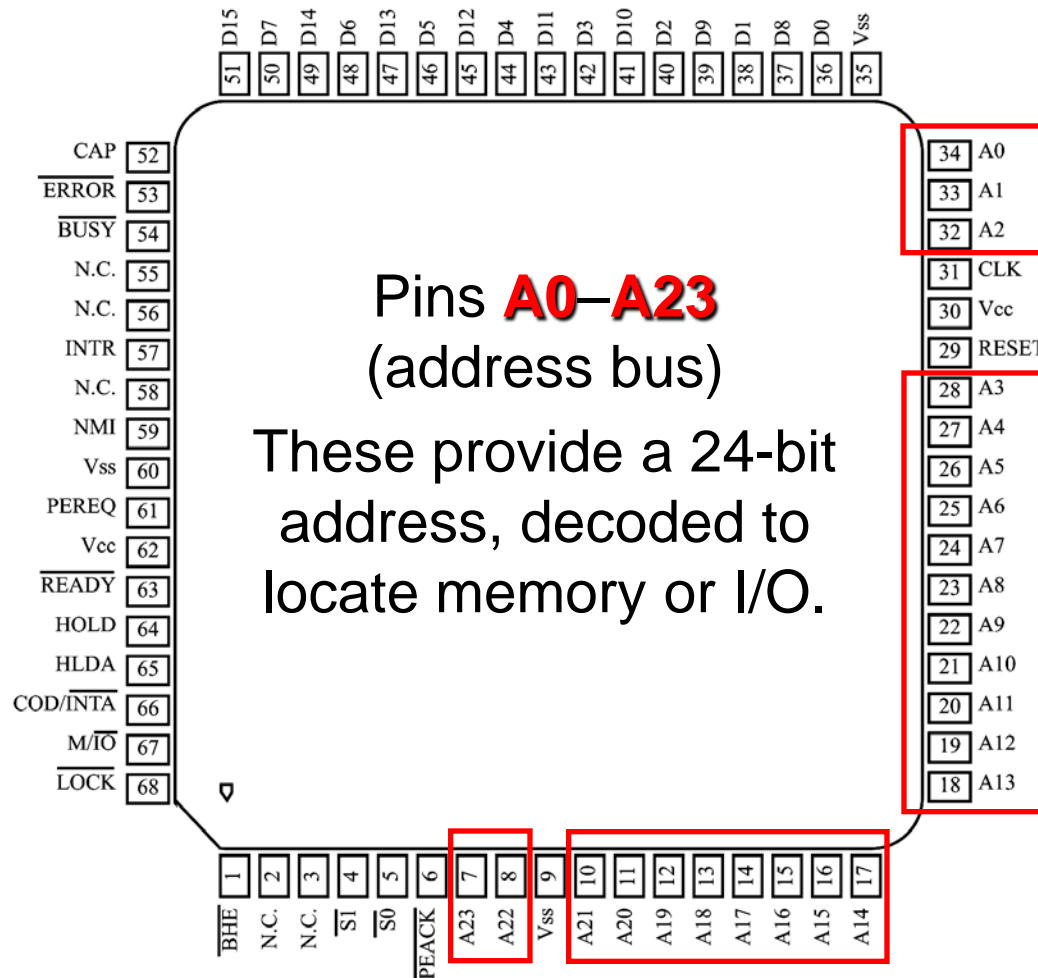 D15 D7 D14 D6 D13 D5 D12 D4 D11 D3 D10 D2 D9 D1 D8 D0 Vss
51 50 49 48 47 46 45 44 43 42 41 40 39 38 37 36 35
CAP 52
ERROR 53
BUSY 54
N.C. 55
N.C. 56
INTR 57
N.C. 58
NMI 59
Vss 60
PEREQ 61
Vcc 62
READY 63
HOLD 64
HLDA 65
COD/INTA 66
M/IO 67
LOCK 68
Pins A0–A23
(address bus)
These provide a 24-bit
address, decoded to
locate memory or I/O.
34 A0
33 A1
32 A2
31 CLK
30 Vcc
29 RESET
28 A3
27 A4
26 A5
25 A6
24 A7
23 A8
22 A9
21 A10
20 A11
19 A12
18 A13
1 2 3 4 5 6 7 8 9 10 11 12 13 14 15 16 17
BHE N.C. N.C. S1 S0 PEACK A23 A22 Vss A21 A20 A19 A18 A17 A16 A15 A14